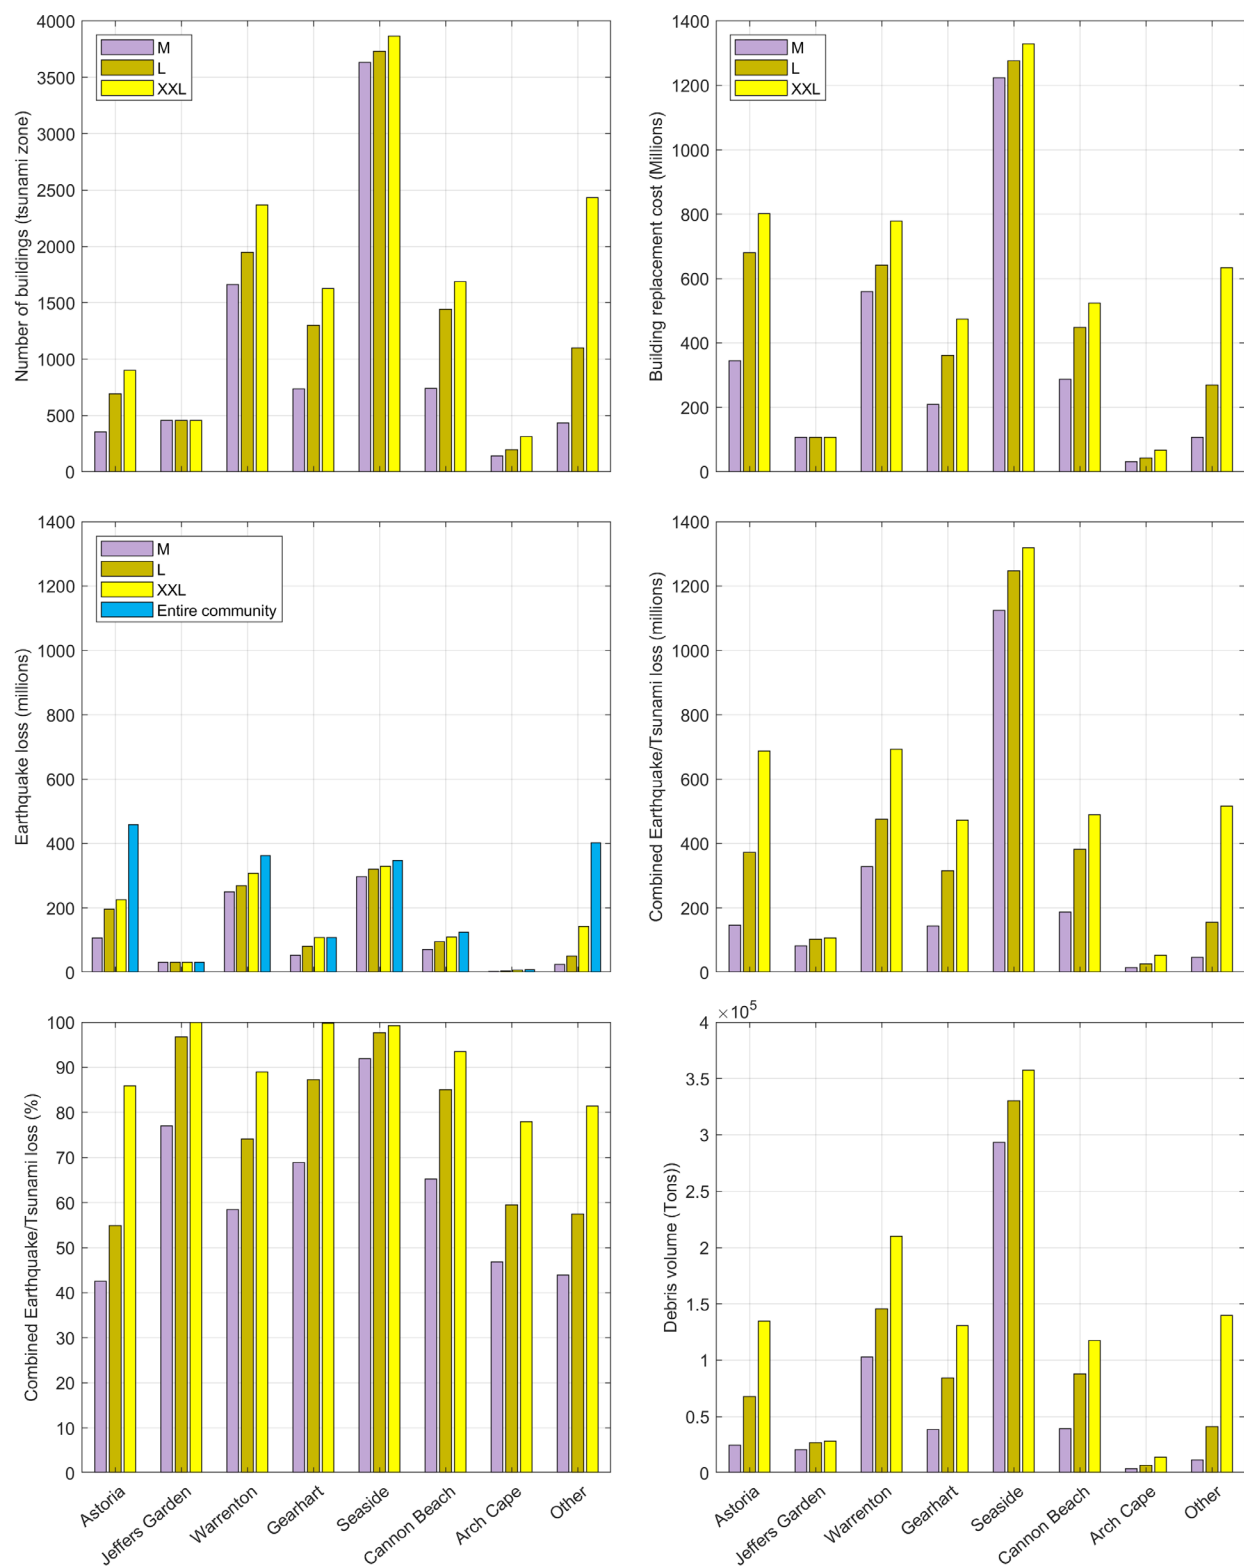 Number of buildings (tsunami zone)
4000
3500
3000
2500
2000
1500
1000
500
0
M
L
XXL
Building replacement cost (Millions)
1400
1200
1000
800
600
400
200
0
M
L
XXL
Earthquake loss (millions)
1400
1200
1000
800
600
400
200
0
M
L
XXL
Entire community
Combined Earthquake/Tsunami loss (millions)
1400
1200
1000
800
600
400
200
0
Combined Earthquake/Tsunami loss (%)
100
90
80
70
60
50
40
30
20
10
0
Astoria
Jeffers Garden
Warrenton
Gearhart
Seaside
Cannon Beach
Arch Cape
Other
Debris volume (Tons))
×10⁵
4
3.5
3
2.5
2
1.5
1
0.5
0
Astoria
Jeffers Garden
Warrenton
Gearhart
Seaside
Cannon Beach
Arch Cape
Other